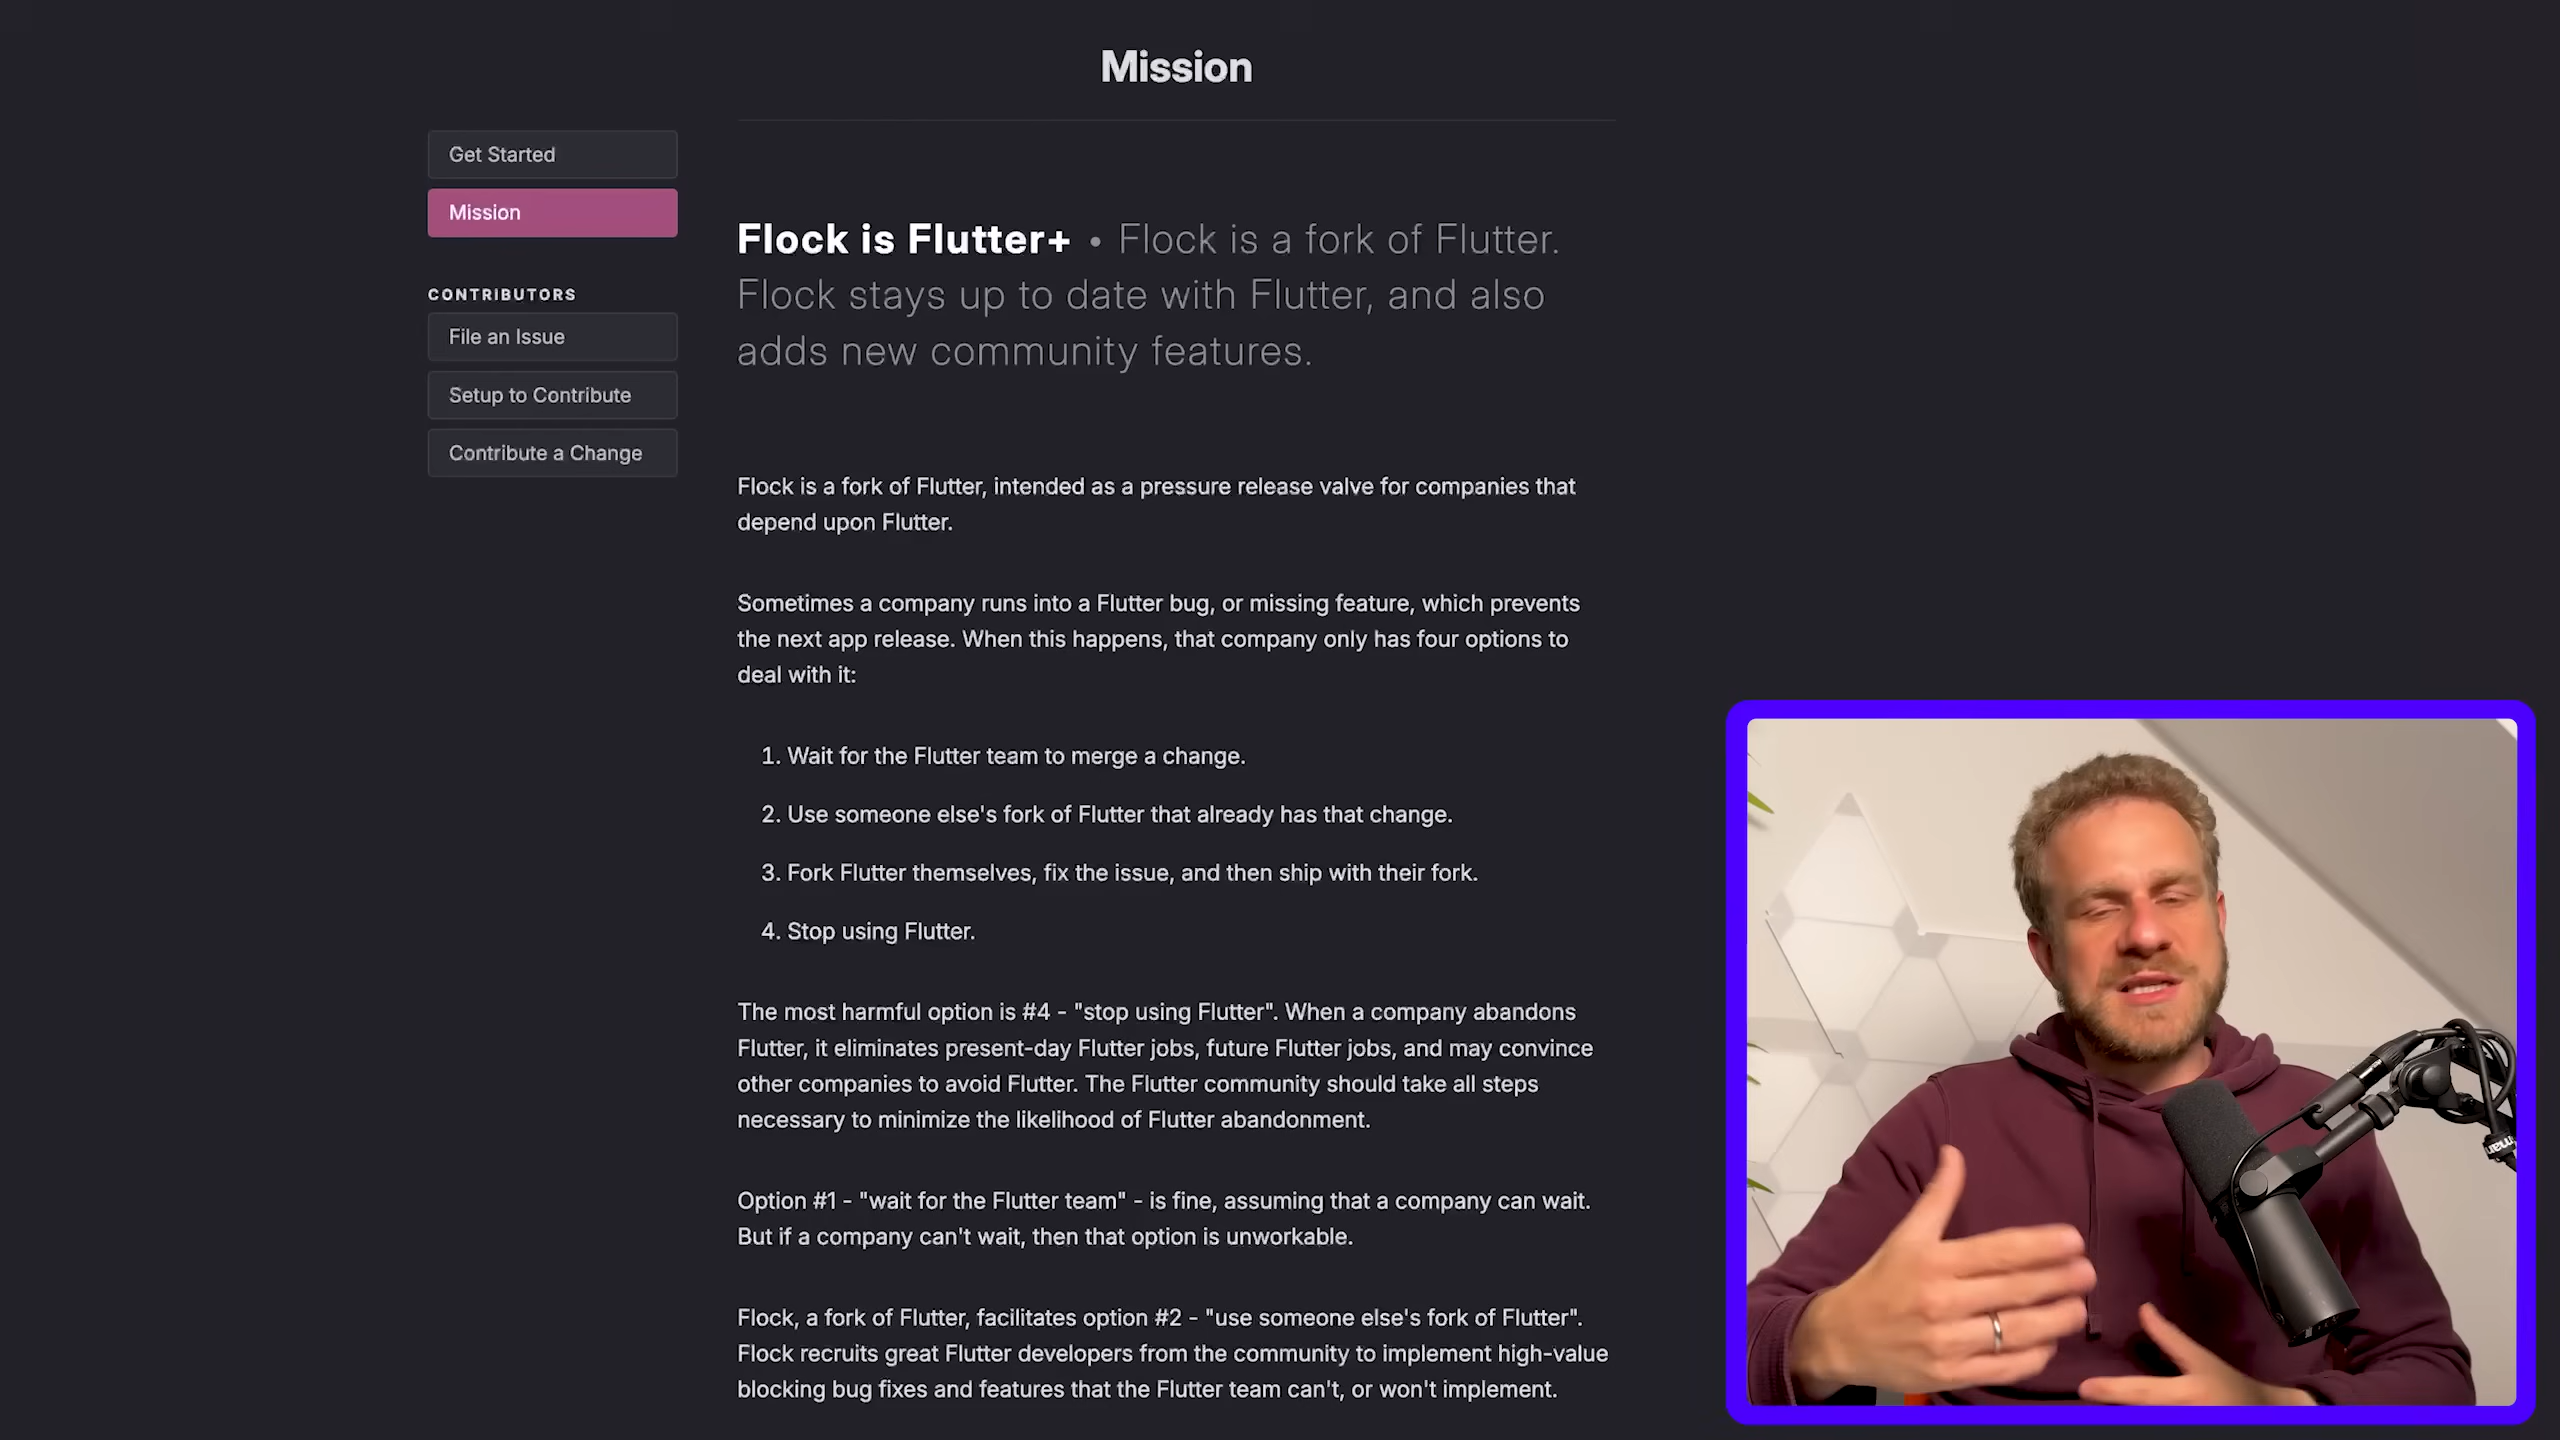 Mission
Get Started
Mission
CONTRIBUTORS
File an Issue
Setup to Contribute
Contribute a Change
Flock is Flutter+ • Flock is a fork of Flutter.
Flock stays up to date with Flutter, and also
adds new community features.
Flock is a fork of Flutter, intended as a pressure release valve for companies that
depend upon Flutter.
Sometimes a company runs into a Flutter bug, or missing feature, which prevents
the next app release. When this happens, that company only has four options to
deal with it:
1. Wait for the Flutter team to merge a change.
2. Use someone else's fork of Flutter that already has that change.
3. Fork Flutter themselves, fix the issue, and then ship with their fork.
4. Stop using Flutter.
The most harmful option is #4 - "stop using Flutter". When a company abandons
Flutter, it eliminates present-day Flutter jobs, future Flutter jobs, and may convince
other companies to avoid Flutter. The Flutter community should take all steps
necessary to minimize the likelihood of Flutter abandonment.
Option #1 - "wait for the Flutter team" - is fine, assuming that a company can wait.
But if a company can't wait, then that option is unworkable.
Flock, a fork of Flutter, facilitates option #2 - "use someone else's fork of Flutter".
Flock recruits great Flutter developers from the community to implement high-value
blocking bug fixes and features that the Flutter team can't, or won't implement.